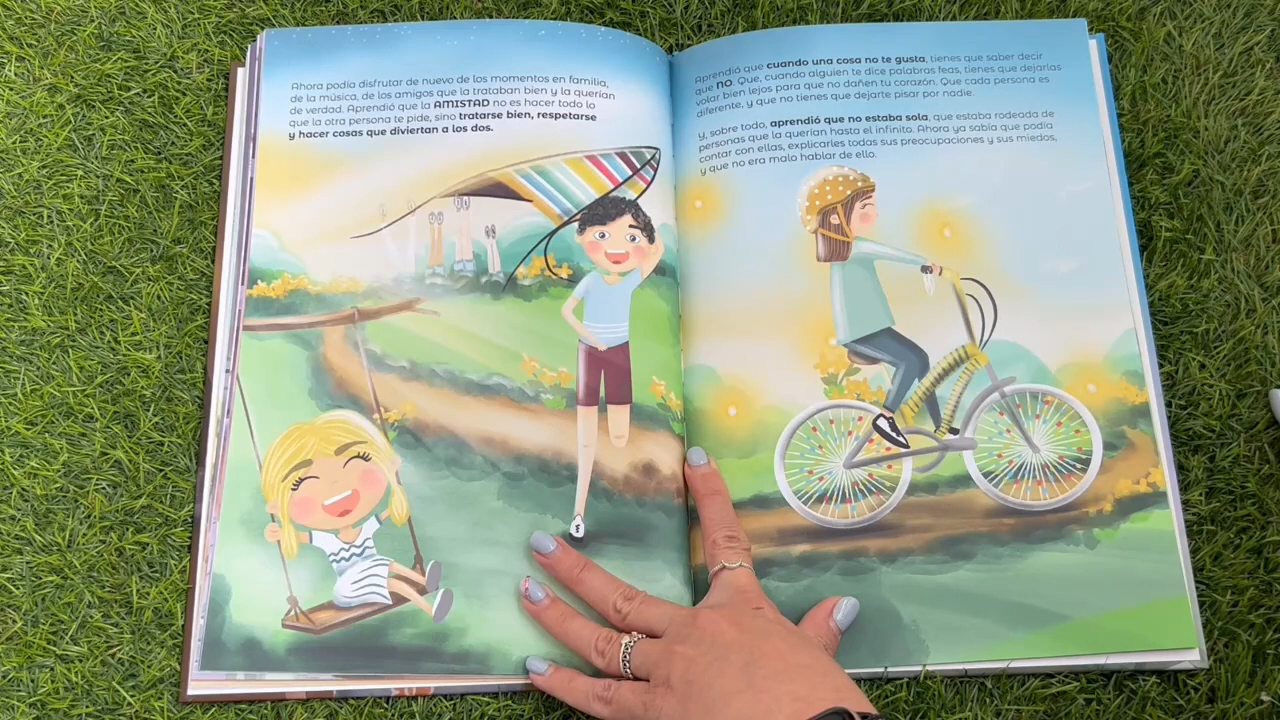 Ahora podía disfrutar de nuevo de los momentos en familia,
de la música, de los amigos que la trataban bien y la querían
de verdad. Aprendió que la AMISTAD no es hacer todo lo
que la otra persona te pide, sino tratarse bien, respetarse
y hacer cosas que diviertan a los dos.
Aprendió que cuando una cosa no te gusta, tienes que saber decir
que NO. Que, cuando alguien te dice palabras feas, tienes que dejarlas
volar bien lejos para que no dañen tu corazón. Que cada persona es
diferente, y que no tienes que dejarte pisar por nadie.
Y, sobre todo, aprendió que no estaba sola, que estaba rodeada de
personas que la querían hasta el infinito. Ahora ya sabía que podía
contar con ellas, explicarles todas sus preocupaciones y sus miedos,
y que no era malo hablar de ello.